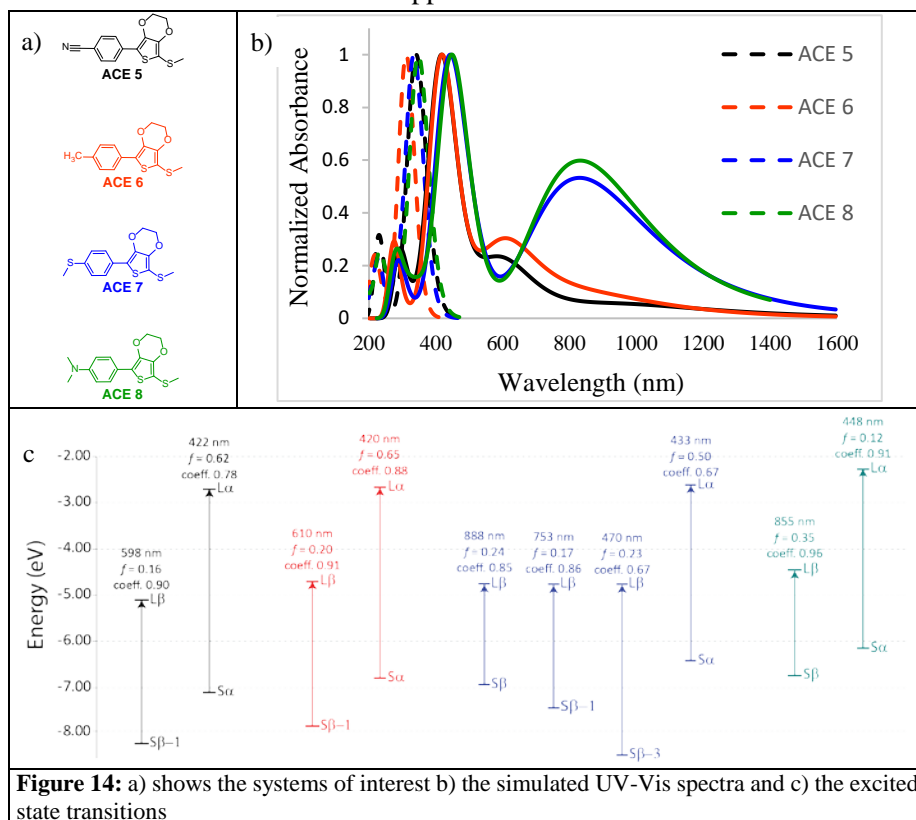 a)
N
O
O
S
S
ACE 5
H3C
O
O
S
S
ACE 6
S
O
O
S
S
ACE 7
N
O
O
S
S
ACE 8
b)
Normalized Absorbance
1
0.8
0.6
0.4
0.2
0
200 400 600 800 1000 1200 1400 1600
Wavelength (nm)
ACE 5
ACE 6
ACE 7
ACE 8
c
Energy (eV)
-2.00
-3.00
-4.00
-5.00
-6.00
-7.00
-8.00
598 nm
f = 0.16
coeff. 0.90
Lβ
Sβ−1
422 nm
f = 0.62
coeff. 0.78
Lα
Sα
610 nm
f = 0.20
coeff. 0.91
Lβ
Sβ−1
420 nm
f = 0.65
coeff. 0.88
Lα
Sα
888 nm
f = 0.24
coeff. 0.85
Lβ
Sβ
753 nm
f = 0.17
coeff. 0.86
Lβ
Sβ−1
470 nm
f = 0.23
coeff. 0.67
Lβ
Sβ−3
433 nm
f = 0.50
coeff. 0.67
Lα
Sα
855 nm
f = 0.35
coeff. 0.96
Lβ
Sβ
448 nm
f = 0.12
coeff. 0.91
Lα
Sα
Figure 14: a) shows the systems of interest b) the simulated UV-Vis spectra and c) the excited
state transitions